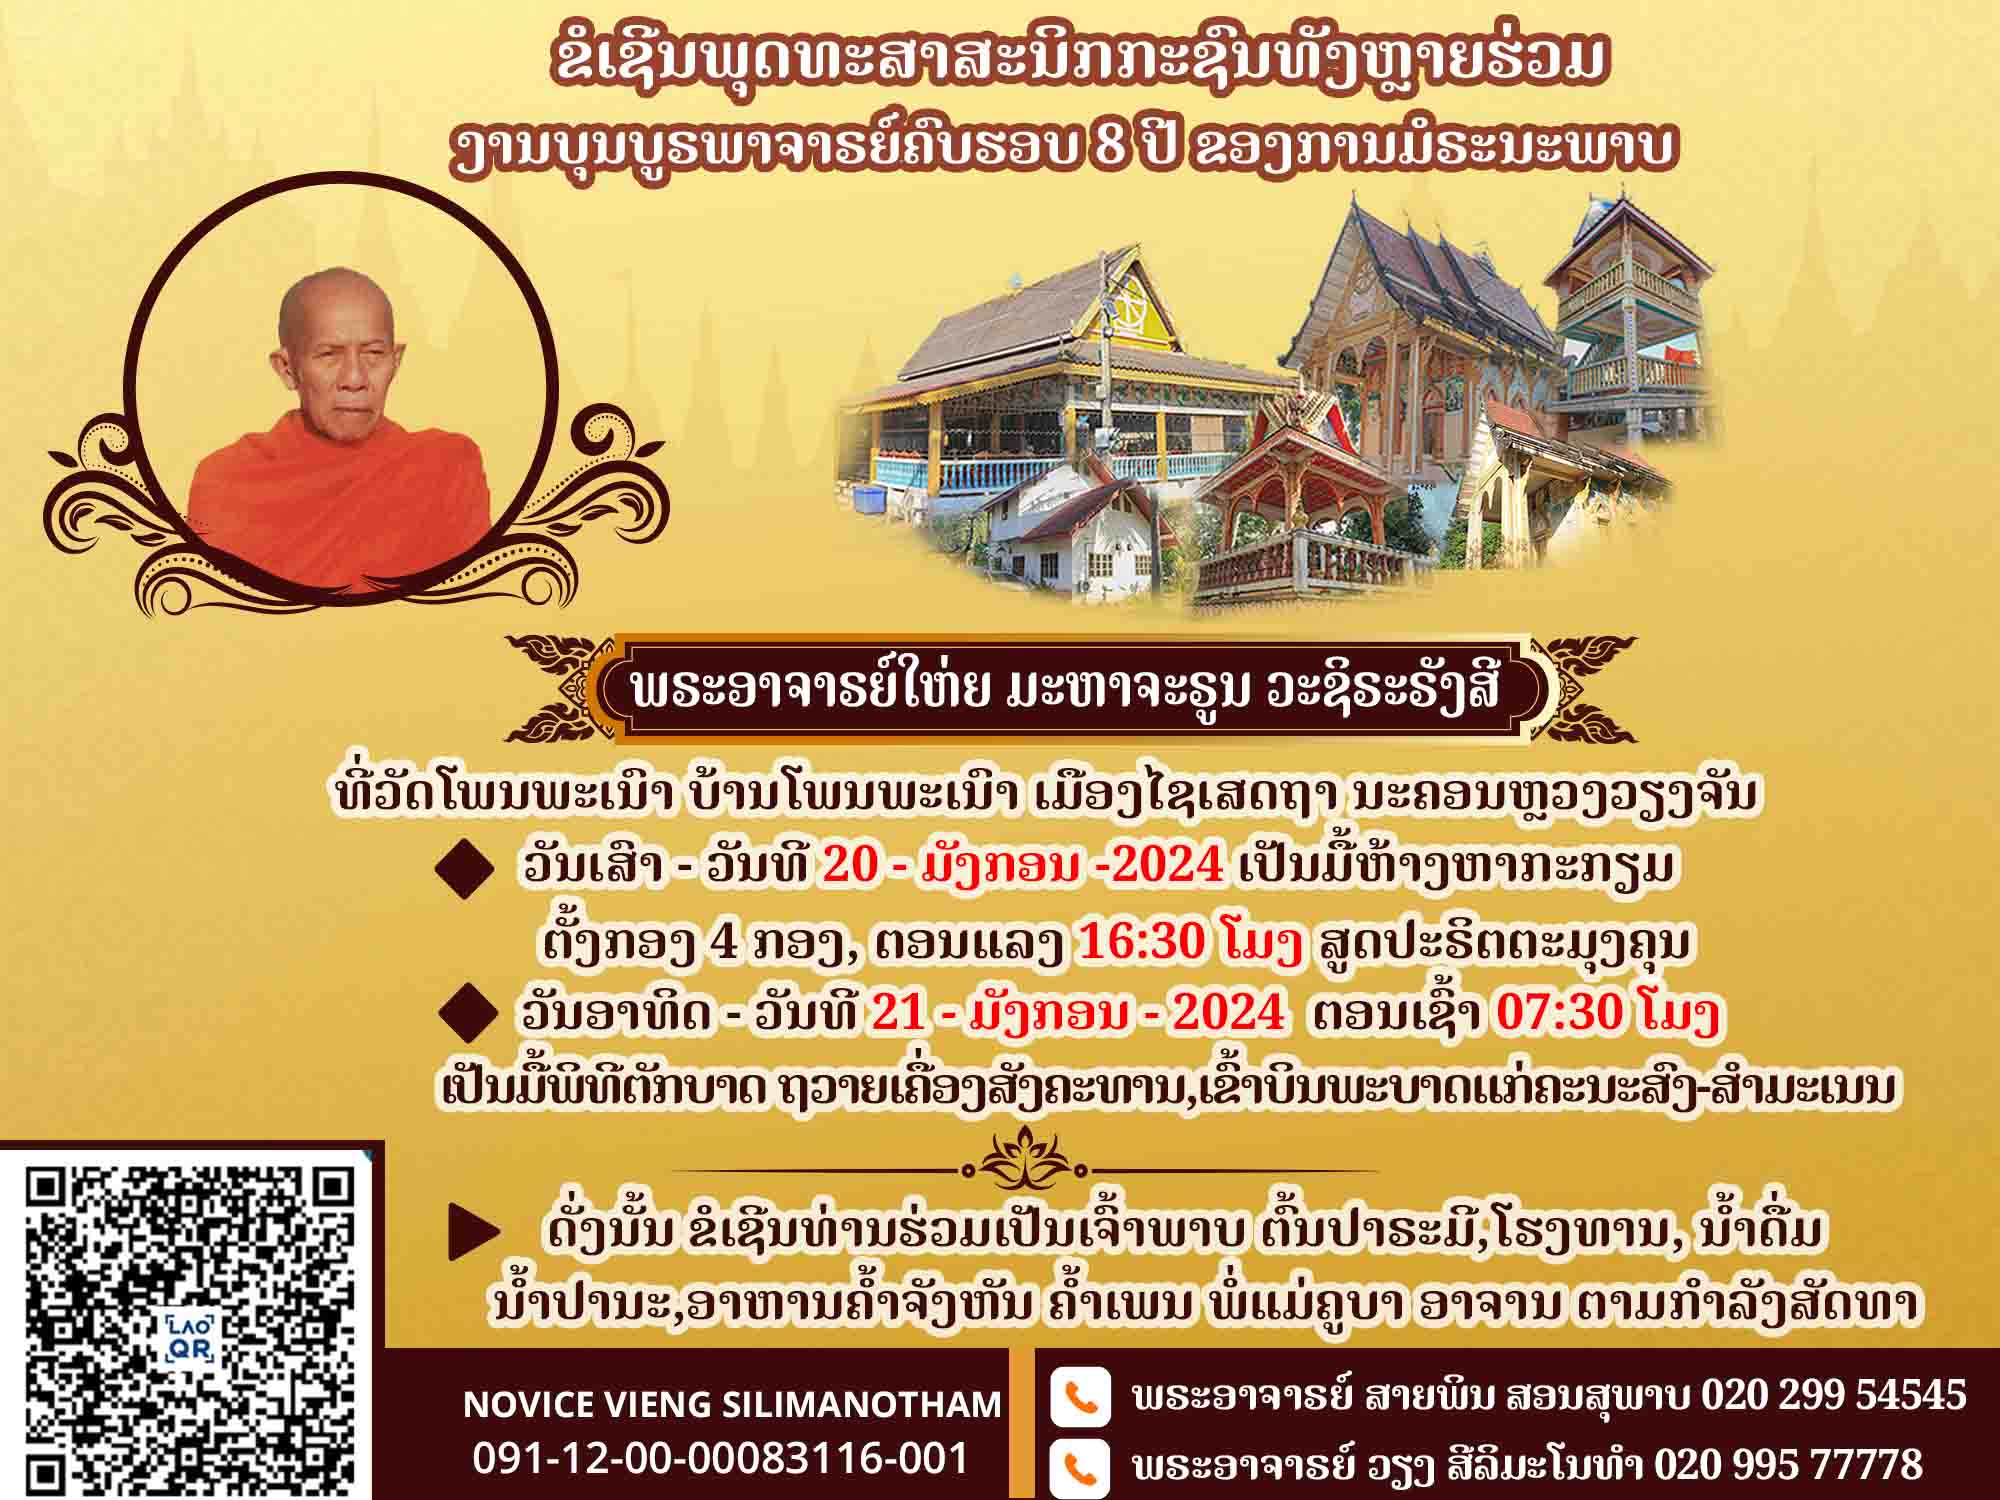 ຂໍເຊີນພຸດທະສາສະນິກກະຊົນທັງຫຼາຍຮ່ວມ
ງານບຸນບູຣພາຈາຣຍ໌ຄົບຮອບ 8 ປີ ຂອງການມໍຣະນະພາບ
ພຣະອາຈາຣຍ໌ໃຫ່ຍ ມະຫາຈະຣູນ ວະຊິຣະຣັງສີ
ທີ່ວັດໂພນພະເນົາ ບ້ານໂພນພະເນົາ ເມືອງໄຊເສດຖາ ນະຄອນຫຼວງວຽງຈັນ
ວັນເສົາ - ວັນທີ 20 - ມັງກອນ -2024 ເປັນມື້ຫ້າງຫາກະກຽມ
ຕັ້ງກອງ 4 ກອງ, ຕອນແລງ 16:30 ໂມງ ສູດປະຣິຕຕະມຸງຄຸນ
ວັນອາທິດ - ວັນທີ 21 - ມັງກອນ - 2024 ຕອນເຊົ້າ 07:30 ໂມງ
ເປັນມື້ພິທີຕັກບາດ ຖວາຍເຄື່ອງສັງຄະທານ,ເຂົ້າບິນພະບາດແກ່ຄະນະສົງ-ສຳມະເນນ
ດັ່ງນັ້ນ ຂໍເຊີນທ່ານຮ່ວມເປັນເຈົ້າພາບ ຕົ້ນປາຣະມີ,ໂຮງທານ, ນ້ຳດື່ມ
ນ້ຳປານະ,ອາຫານຄ້ຳຈັງຫັນ ຄ້ຳເພນ ພໍ່ແມ່ຄູບາ ອາຈານ ຕາມກຳລັງສັດທາ
LAO
QR
NOVICE VIENG SILIMANOTHAM
091-12-00-00083116-001
ພຣະອາຈາຣຍ໌ ສາຍພິນ ສອນສຸພາບ 020 299 54545
ພຣະອາຈາຣຍ໌ ວຽງ ສີລິມະໂນທຳ 020 995 77778